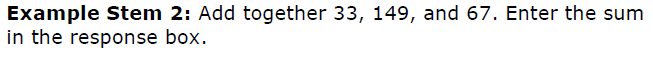 Example Stem 2: Add together 33, 149, and 67. Enter the sum
in the response box.